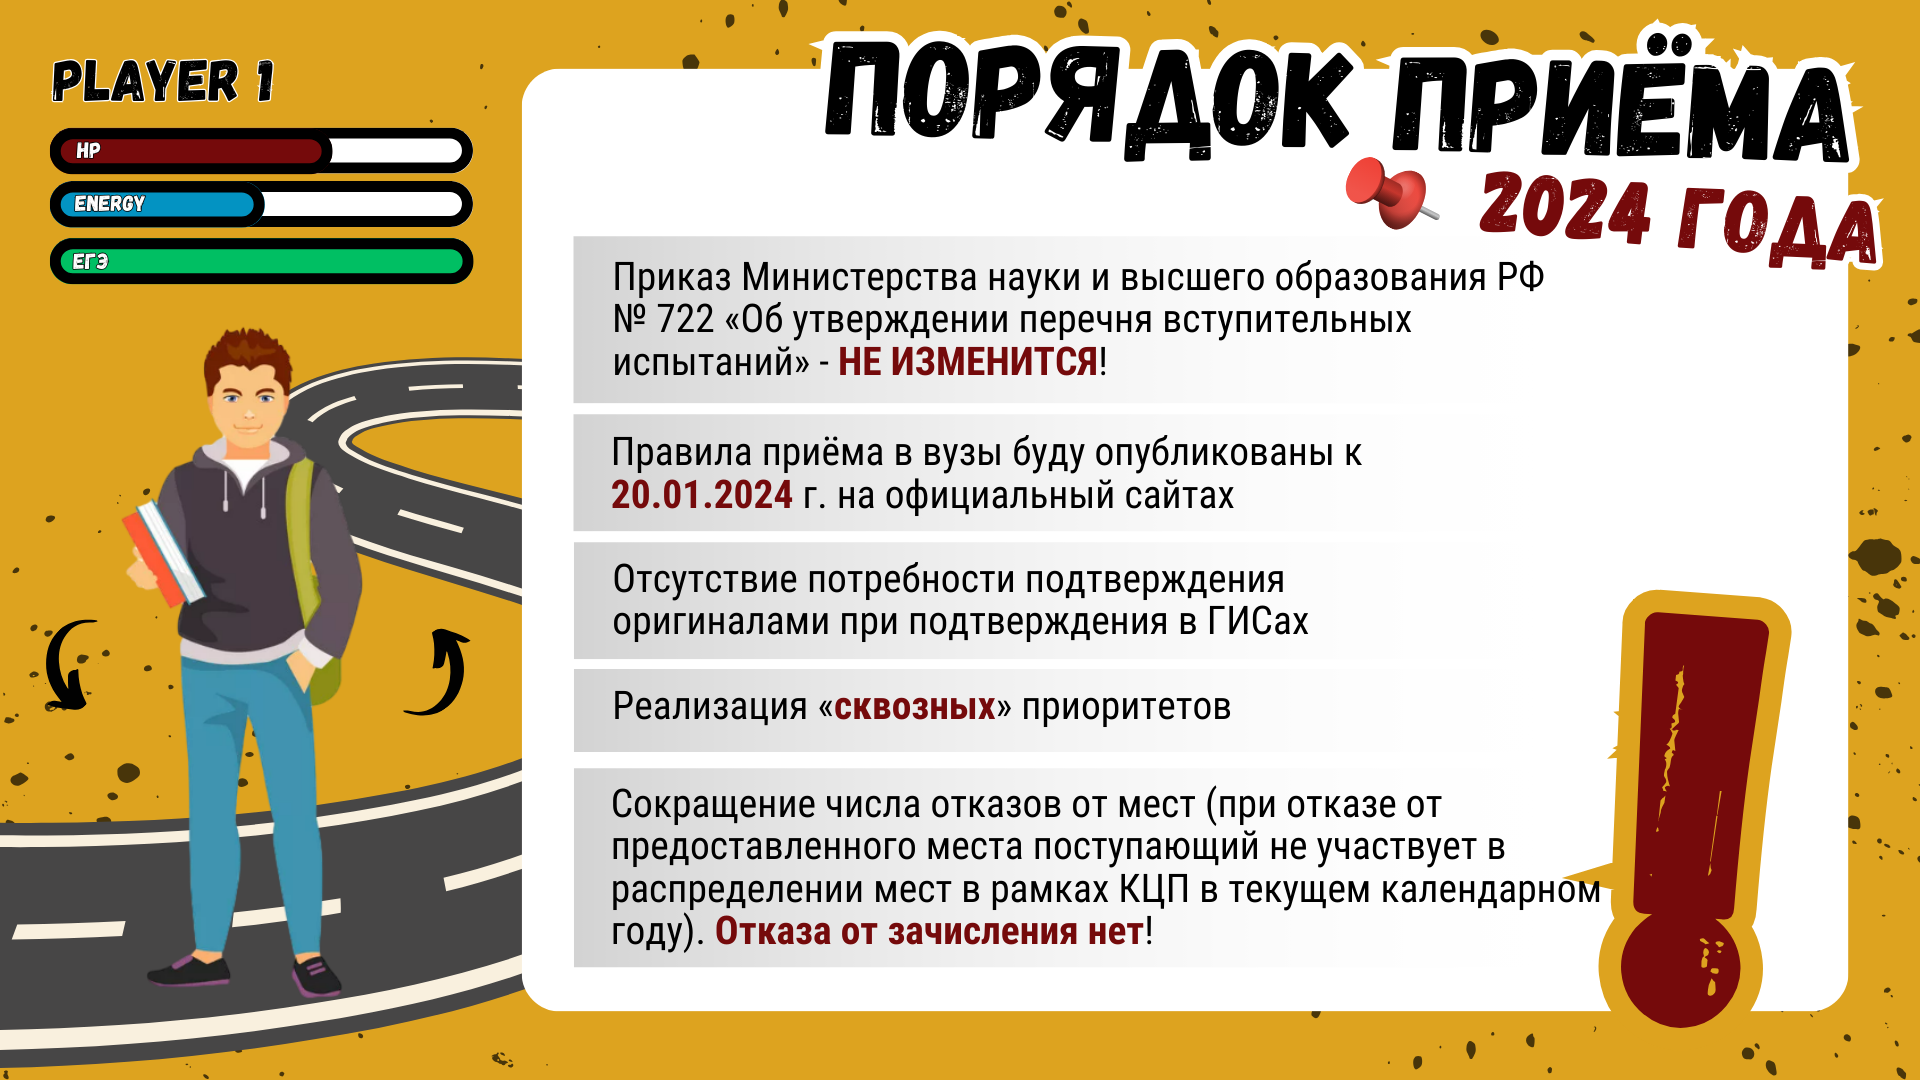 PLAYER 1
HP
ENERGY
ЕГЭ
ПОРЯДОК ПРИЁМА
2024 ГОДА
Приказ Министерства науки и высшего образования РФ
№ 722 «Об утверждении перечня вступительных
испытаний» - НЕ ИЗМЕНИТСЯ!
Правила приёма в вузы буду опубликованы к
20.01.2024 г. на официальный сайтах
Отсутствие потребности подтверждения
оригиналами при подтверждения в ГИСах
Реализация «сквозных» приоритетов
Сокращение числа отказов от мест (при отказе от
предоставленного места поступающий не участвует в
распределении мест в рамках КЦП в текущем календарном
году). Отказа от зачисления нет!